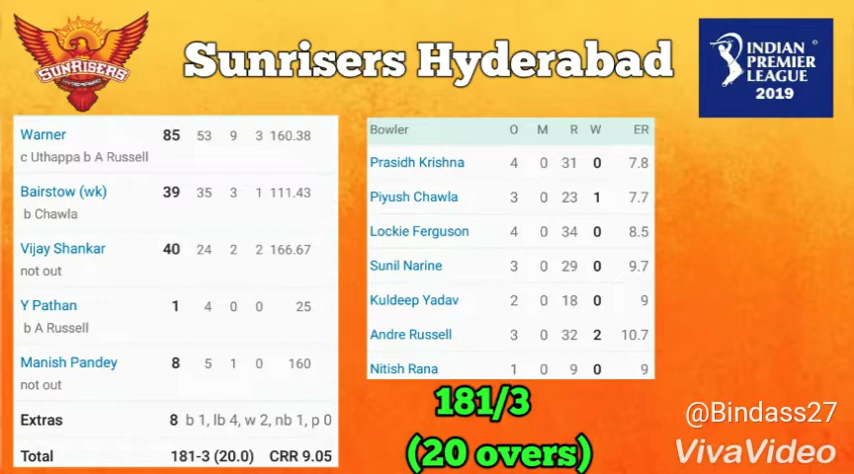 SUNRISERS
HYDERABAD
Sunrisers Hyderabad
INDIAN
PREMIER
LEAGUE
2019
Warner 85 53 9 3 160.38
c Uthappa b A Russell
Bairstow (wk) 39 35 3 1 111.43
b Chawla
Vijay Shankar 40 24 2 2 166.67
not out
Y Pathan 1 4 0 0 25
b A Russell
Manish Pandey 8 5 1 0 160
not out
Extras 8 b 1, lb 4, w 2, nb 1, p 0
Total 181-3 (20.0) CRR 9.05
Bowler O M R W ER
Prasidh Krishna 4 0 31 0 7.8
Piyush Chawla 3 0 23 1 7.7
Lockie Ferguson 4 0 34 0 8.5
Sunil Narine 3 0 29 0 9.7
Kuldeep Yadav 2 0 18 0 9
Andre Russell 3 0 32 2 10.7
Nitish Rana 1 0 9 0 9
181/3
(20 overs)
@Bindass27
VivaVideo